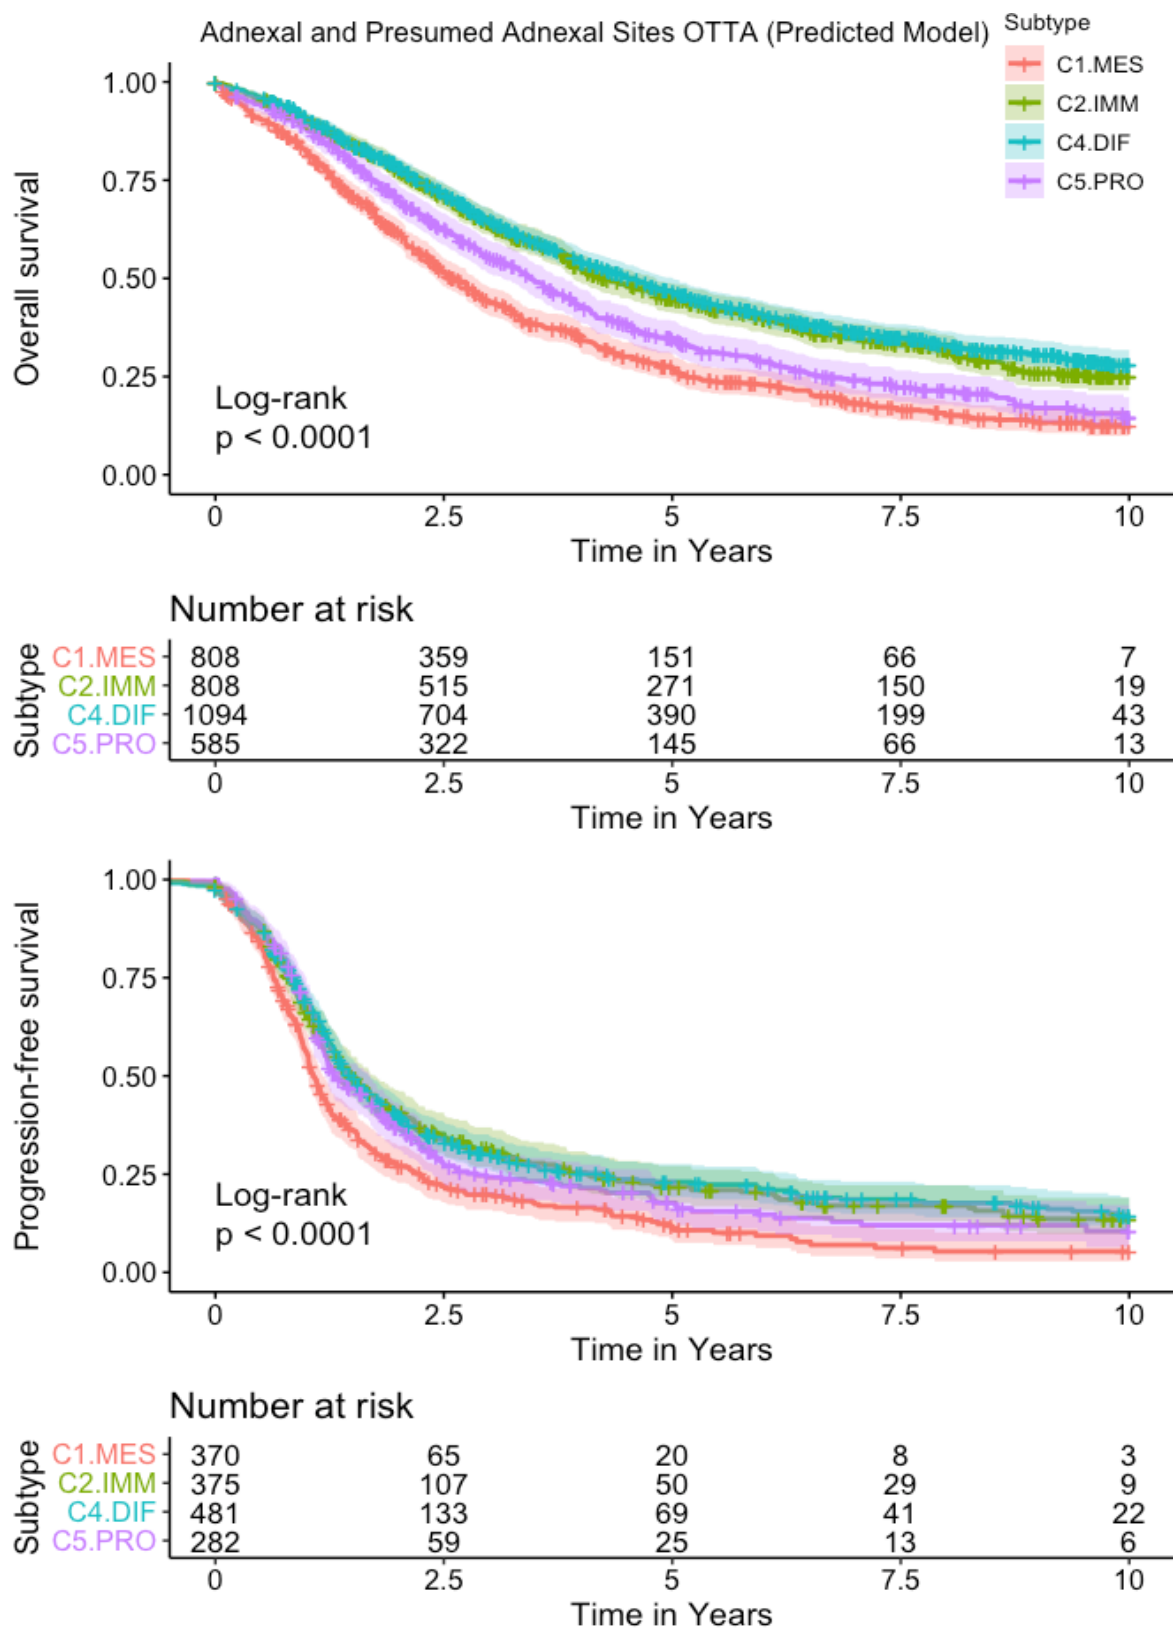 Adnexal and Presumed Adnexal Sites OTTA (Predicted Model)
Subtype
C1.MES
C2.IMM
C4.DIF
C5.PRO
Overall survival
1.00
0.75
0.50
0.25
0.00
Log-rank
p < 0.0001
0 2.5 5 7.5 10
Time in Years
Number at risk
Subtype
C1.MES 808 359 151 66 7
C2.IMM 808 515 271 150 19
C4.DIF 1094 704 390 199 43
C5.PRO 585 322 145 66 13
0 2.5 5 7.5 10
Time in Years
Progression-free survival
1.00
0.75
0.50
0.25
0.00
Log-rank
p < 0.0001
0 2.5 5 7.5 10
Time in Years
Number at risk
Subtype
C1.MES 370 65 20 8 3
C2.IMM 375 107 50 29 9
C4.DIF 481 133 69 41 22
C5.PRO 282 59 25 13 6
0 2.5 5 7.5 10
Time in Years